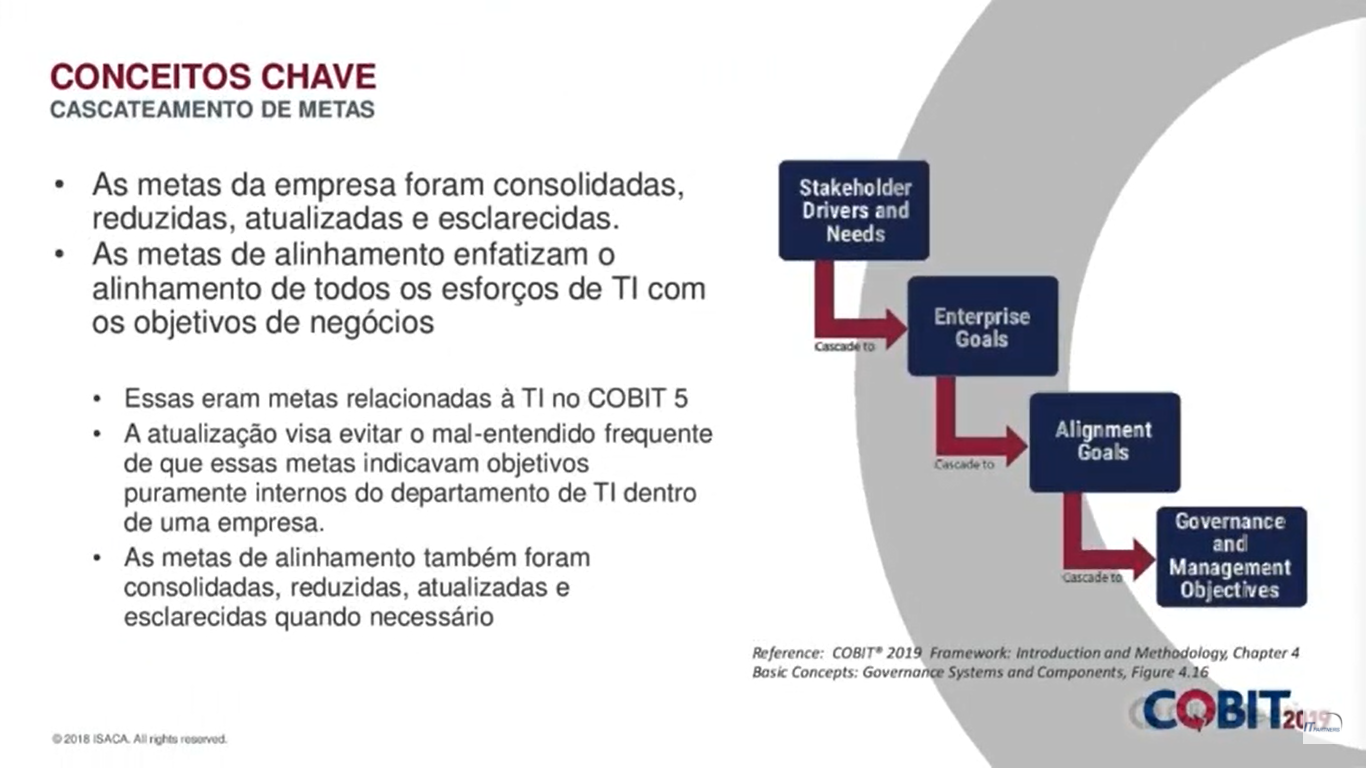 CONCEITOS CHAVE
CASCATEAMENTO DE METAS
• As metas da empresa foram consolidadas,
reduzidas, atualizadas e esclarecidas.
• As metas de alinhamento enfatizam o
alinhamento de todos os esforços de TI com
os objetivos de negócios
• Essas eram metas relacionadas à TI no COBIT 5
• A atualização visa evitar o mal-entendido frequente
de que essas metas indicavam objetivos
puramente internos do departamento de TI dentro
de uma empresa.
• As metas de alinhamento também foram
consolidadas, reduzidas, atualizadas e
esclarecidas quando necessário
Stakeholder
Drivers and
Needs
Cascade to
Enterprise
Goals
Cascade to
Alignment
Goals
Cascade to
Governance
and
Management
Objectives
Reference: COBIT® 2019 Framework: Introduction and Methodology, Chapter 4
Basic Concepts: Governance Systems and Components, Figure 4.16
COBIT 2019
© 2018 ISACA. All rights reserved.